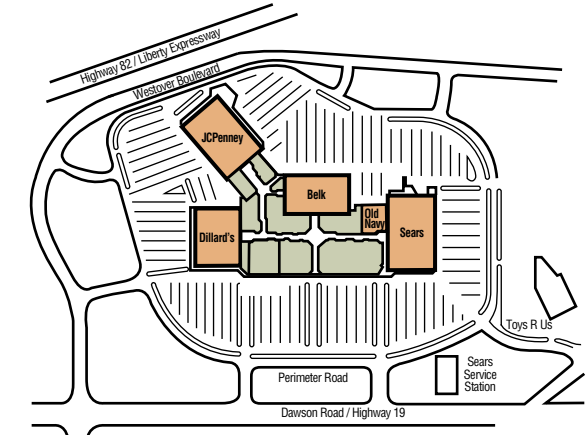 Highway 82 / Liberty Expressway
Westover Boulevard
JCPenney
Belk
Old
Navy
Dillard's
Sears
Toys R Us
Sears
Service
Station
Perimeter Road
Dawson Road / Highway 19